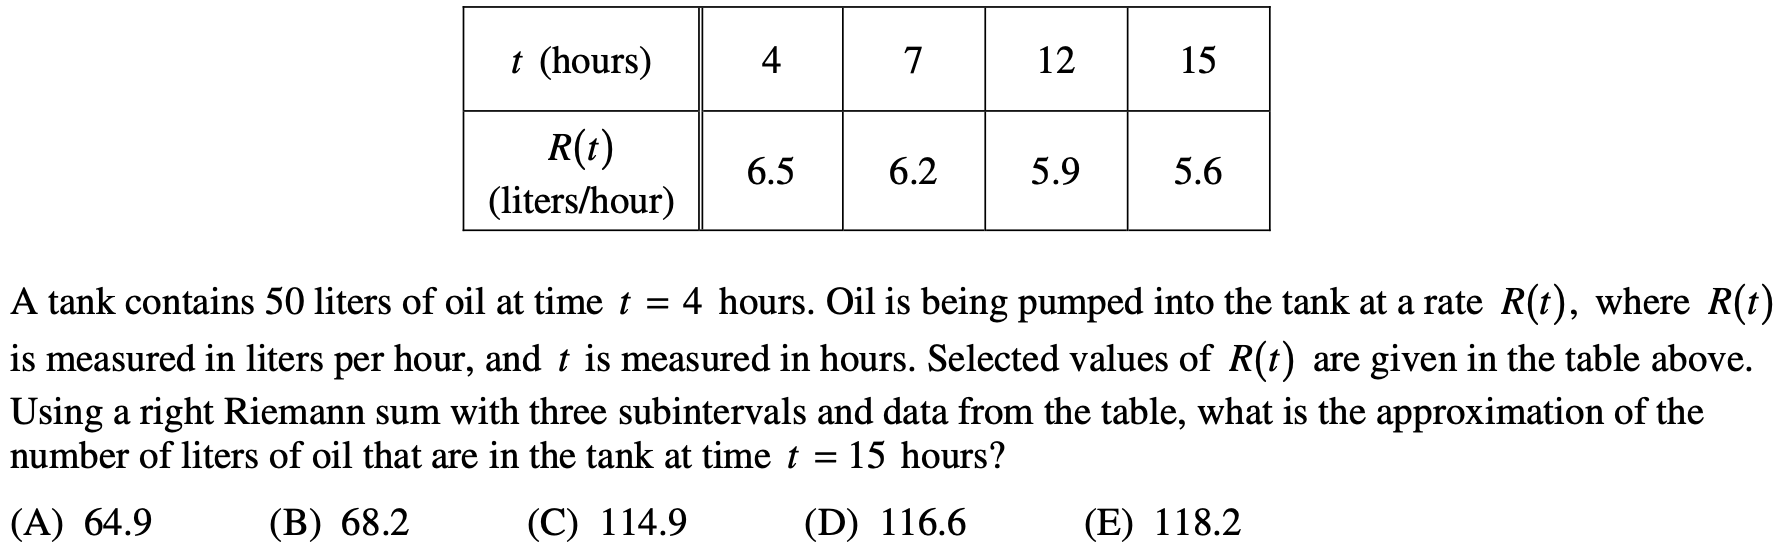 t (hours) 4 7 12 15
R(t)
(liters/hour) 6.5 6.2 5.9 5.6
A tank contains 50 liters of oil at time t = 4 hours. Oil is being pumped into the tank at a rate R(t), where R(t)
is measured in liters per hour, and t is measured in hours. Selected values of R(t) are given in the table above.
Using a right Riemann sum with three subintervals and data from the table, what is the approximation of the
number of liters of oil that are in the tank at time t = 15 hours?
(A) 64.9 (B) 68.2 (C) 114.9 (D) 116.6 (E) 118.2